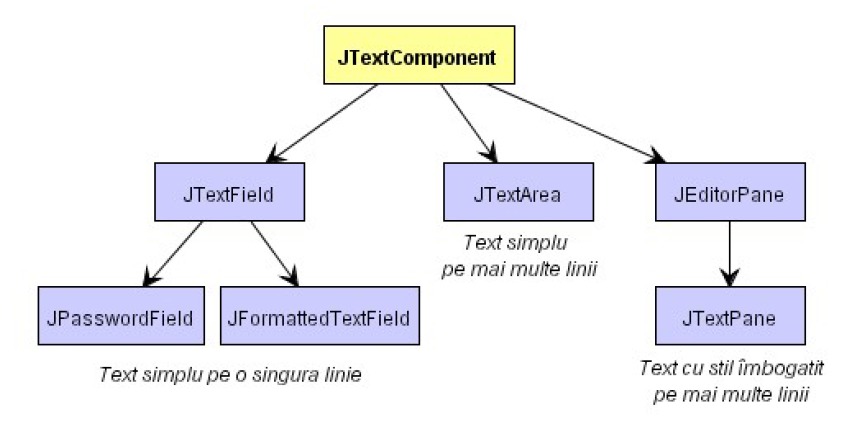 JTextComponent
JTextField
JTextArea
JEditorPane
Text simplu
pe mai multe linii
JPasswordField
JFormattedTextField
JTextPane
Text simplu pe o singura linie
Text cu stil îmbogatit
pe mai multe linii